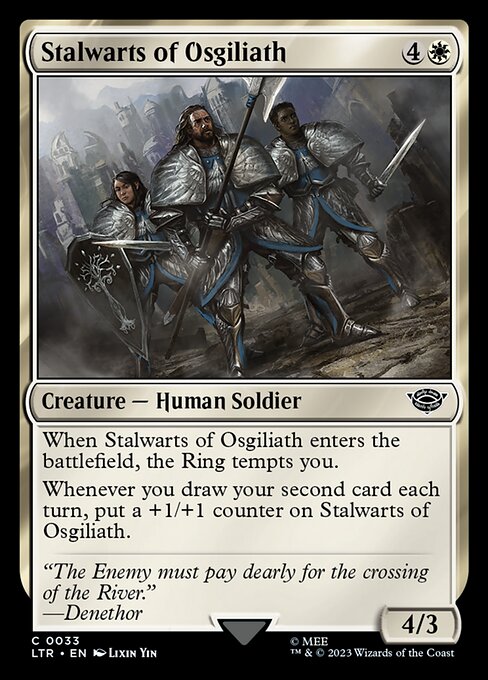 Stalwarts of Osgiliath 4
Creature — Human Soldier
When Stalwarts of Osgiliath enters the
battlefield, the Ring tempts you.
Whenever you draw your second card each
turn, put a +1/+1 counter on Stalwarts of
Osgiliath.
“The Enemy must pay dearly for the crossing
of the River.”
—Denethor
4/3
C 0033
LTR • EN Lixin Yin
© MEE
™ & © 2023 Wizards of the Coast